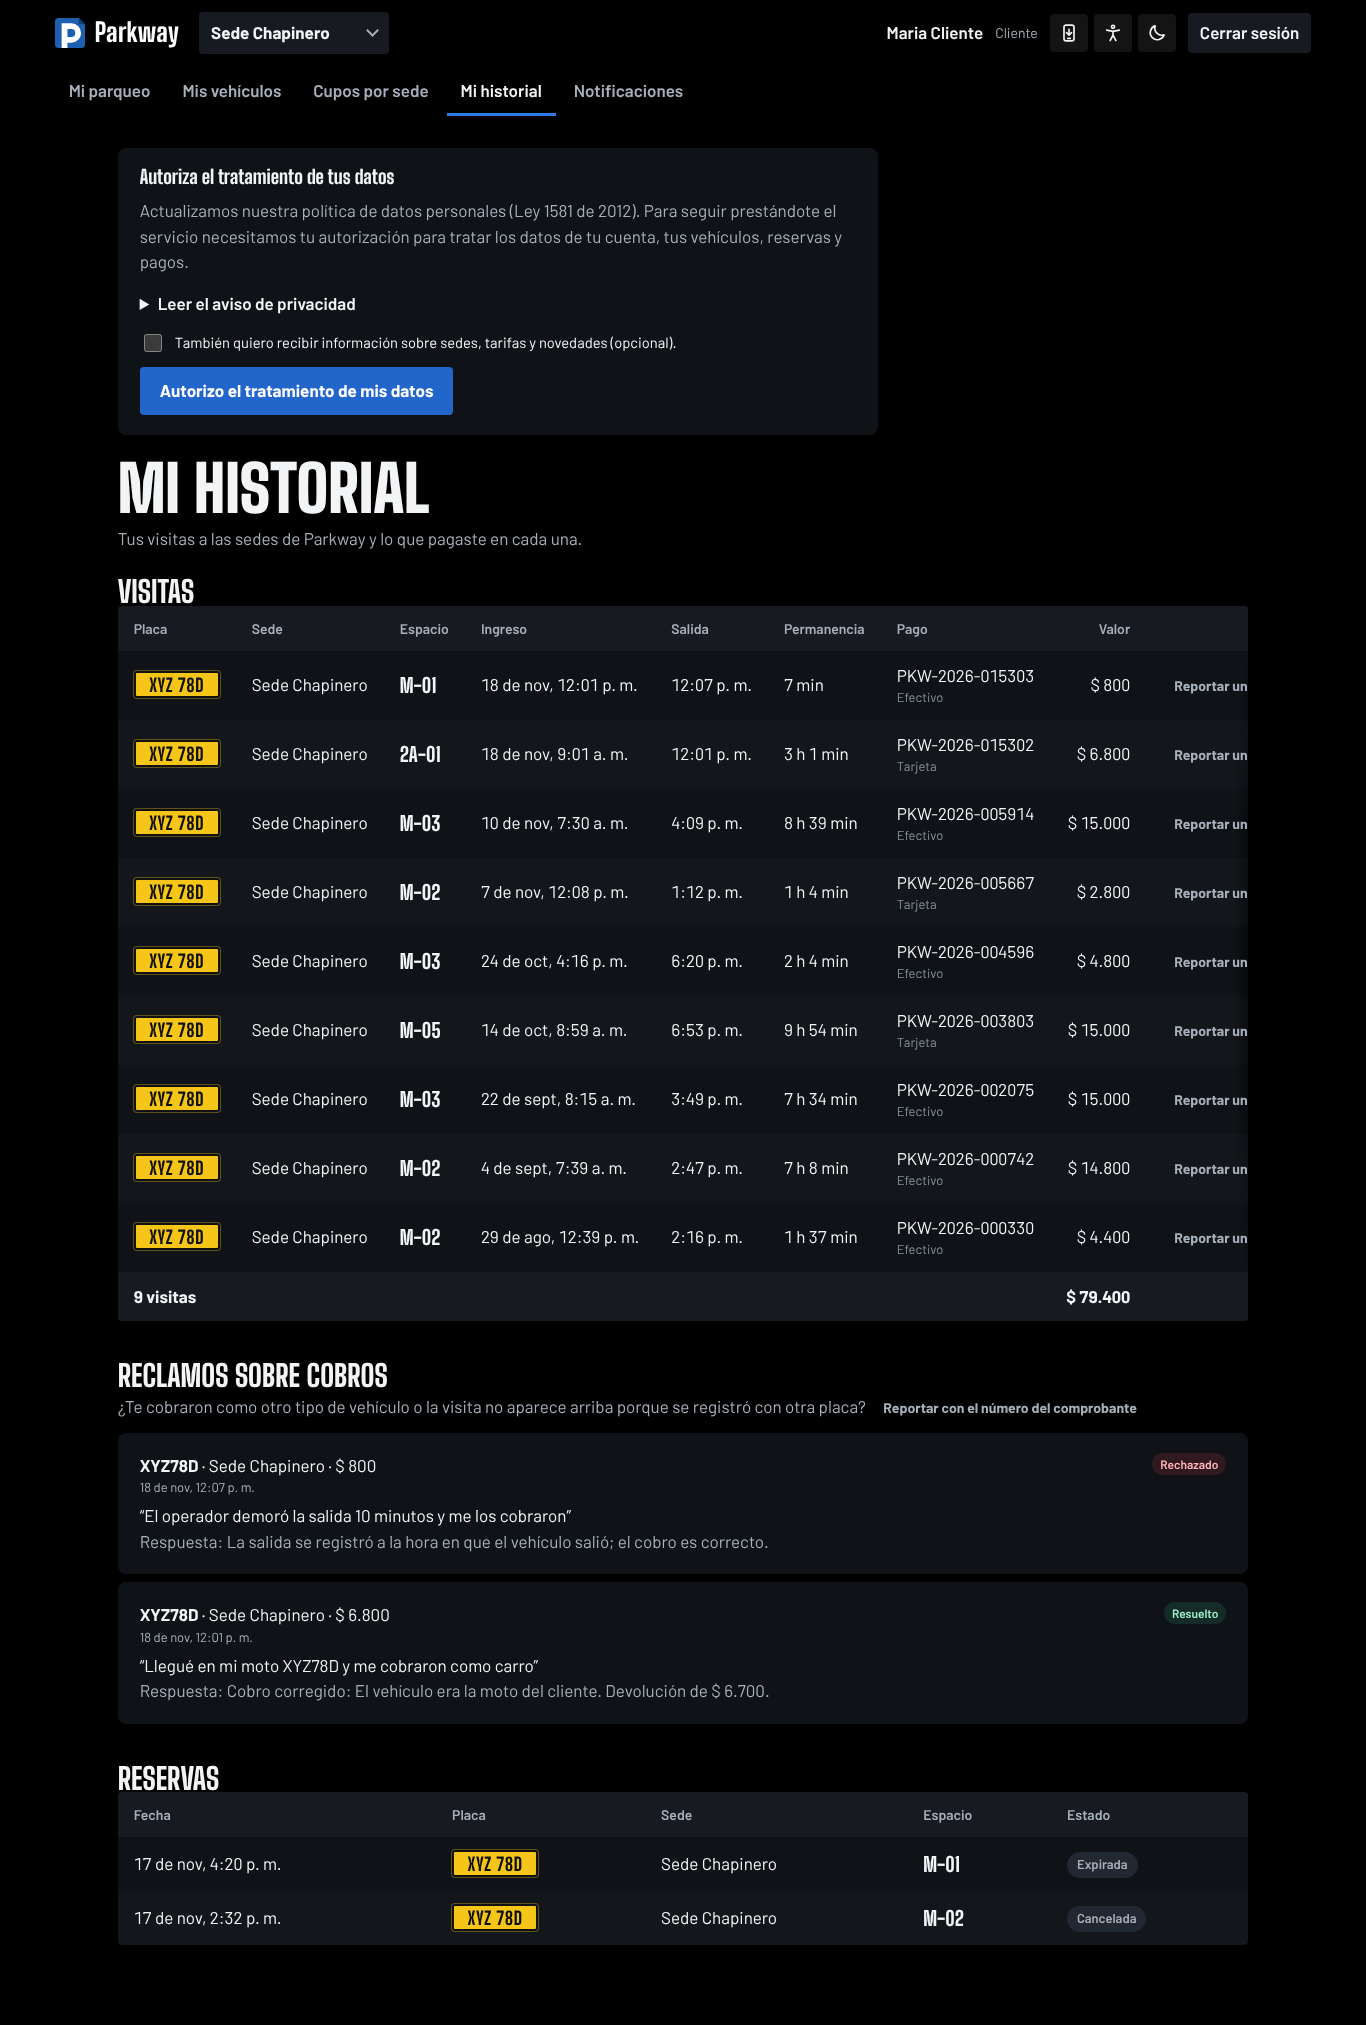 Parkway
Sede Chapinero
Maria Cliente Cliente
Cerrar sesión
Mi parqueo Mis vehículos Cupos por sede Mi historial Notificaciones
Autoriza el tratamiento de tus datos
Actualizamos nuestra política de datos personales (Ley 1581 de 2012). Para seguir prestándote el
servicio necesitamos tu autorización para tratar los datos de tu cuenta, tus vehículos, reservas y
pagos.
Leer el aviso de privacidad
También quiero recibir información sobre sedes, tarifas y novedades (opcional).
Autorizo el tratamiento de mis datos
MI HISTORIAL
Tus visitas a las sedes de Parkway y lo que pagaste en cada una.
VISITAS
Placa Sede Espacio Ingreso Salida Permanencia Pago Valor
XYZ 78D Sede Chapinero M-01 18 de nov, 12:01 p. m. 12:07 p. m. 7 min PKW-2026-015303 $ 800 Reportar un
Efectivo
XYZ 78D Sede Chapinero 2A-01 18 de nov, 9:01 a. m. 12:01 p. m. 3 h 1 min PKW-2026-015302 $ 6.800 Reportar un
Tarjeta
XYZ 78D Sede Chapinero M-03 10 de nov, 7:30 a. m. 4:09 p. m. 8 h 39 min PKW-2026-005914 $ 15.000 Reportar un
Efectivo
XYZ 78D Sede Chapinero M-02 7 de nov, 12:08 p. m. 1:12 p. m. 1 h 4 min PKW-2026-005667 $ 2.800 Reportar un
Tarjeta
XYZ 78D Sede Chapinero M-03 24 de oct, 4:16 p. m. 6:20 p. m. 2 h 4 min PKW-2026-004596 $ 4.800 Reportar un
Efectivo
XYZ 78D Sede Chapinero M-05 14 de oct, 8:59 a. m. 6:53 p. m. 9 h 54 min PKW-2026-003803 $ 15.000 Reportar un
Tarjeta
XYZ 78D Sede Chapinero M-03 22 de sept, 8:15 a. m. 3:49 p. m. 7 h 34 min PKW-2026-002075 $ 15.000 Reportar un
Efectivo
XYZ 78D Sede Chapinero M-02 4 de sept, 7:39 a. m. 2:47 p. m. 7 h 8 min PKW-2026-000742 $ 14.800 Reportar un
Efectivo
XYZ 78D Sede Chapinero M-02 29 de ago, 12:39 p. m. 2:16 p. m. 1 h 37 min PKW-2026-000330 $ 4.400 Reportar un
Efectivo
9 visitas $ 79.400
RECLAMOS SOBRE COBROS
¿Te cobraron como otro tipo de vehículo o la visita no aparece arriba porque se registró con otra placa? Reportar con el número del comprobante
XYZ78D · Sede Chapinero · $ 800 Rechazado
18 de nov, 12:07 p. m.
“El operador demoró la salida 10 minutos y me los cobraron”
Respuesta: La salida se registró a la hora en que el vehículo salió; el cobro es correcto.
XYZ78D · Sede Chapinero · $ 6.800 Resuelto
18 de nov, 12:01 p. m.
“Llegué en mi moto XYZ78D y me cobraron como carro”
Respuesta: Cobro corregido: El vehículo era la moto del cliente. Devolución de $ 6.700.
RESERVAS
Fecha Placa Sede Espacio Estado
17 de nov, 4:20 p. m. XYZ 78D Sede Chapinero M-01 Expirada
17 de nov, 2:32 p. m. XYZ 78D Sede Chapinero M-02 Cancelada